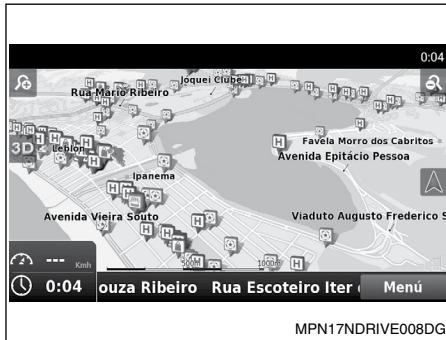 0:04
Joquei Clube
Rua Mario Ribeiro
3D
Leblon
Favela Morro dos Cabritos
Avenida Epitácio Pessoa
Ipanema
Avenida Vieira Souto
Viaduto Augusto Frederico S
--- Kmh
500m 1000m
0:04
ouza Ribeiro Rua Escoteiro Iter
Menú
MPN17NDRIVE008DG